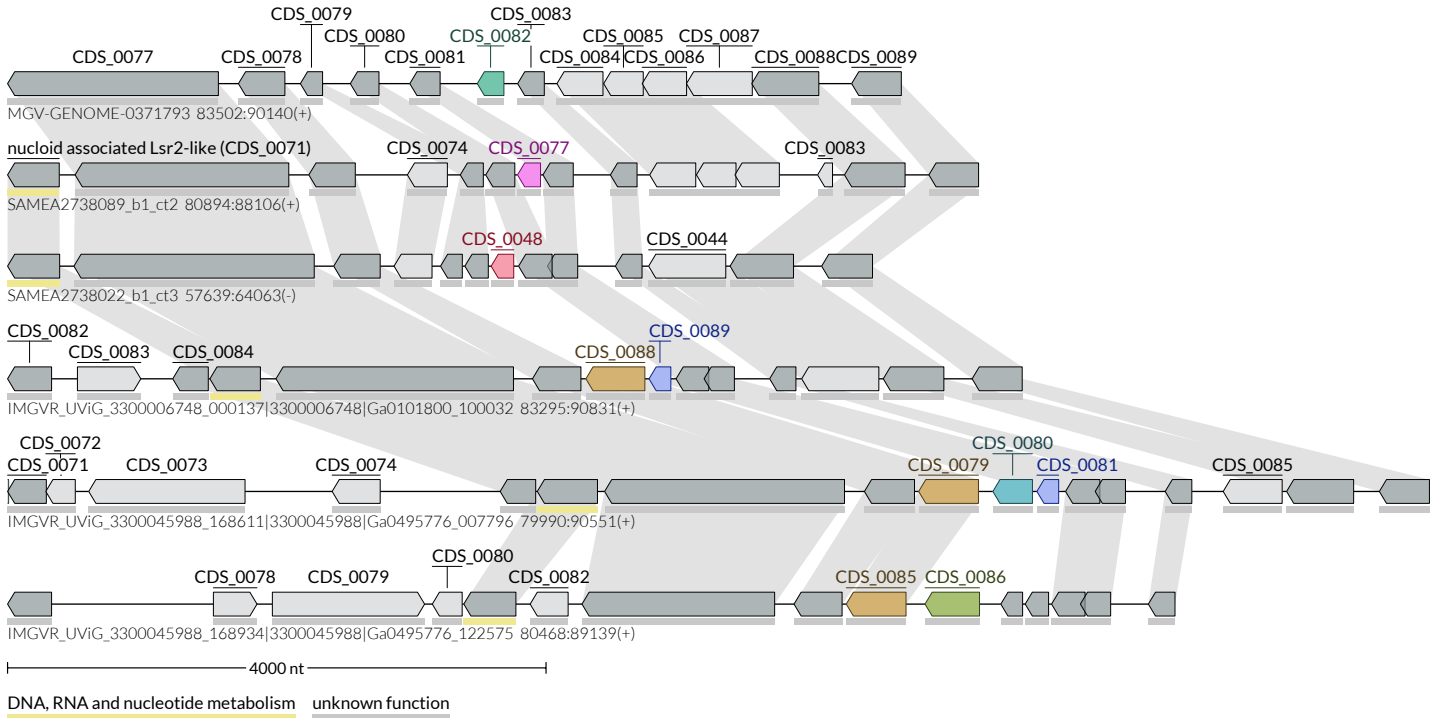 CDS_0079 CDS_0083
CDS_0080 CDS_0082 CDS_0085 CDS_0087
CDS_0077 CDS_0078 CDS_0081 CDS_0084 CDS_0086 CDS_0088 CDS_0089
MGV-GENOME-0371793 83502:90140(+)
nucloid associated Lsr2-like (CDS_0071) CDS_0074 CDS_0077 CDS_0083
SAMEA2738089_b1_ct2 80894:88106(+)
CDS_0048 CDS_0044
SAMEA2738022_b1_ct3 57639:64063(-)
CDS_0082 CDS_0089
CDS_0083 CDS_0084 CDS_0088
IMGVR_UViG_3300006748_000137|3300006748|Ga0101800_100032 83295:90831(+)
CDS_0072 CDS_0080
CDS_0071 CDS_0073 CDS_0074 CDS_0079 CDS_0081 CDS_0085
IMGVR_UViG_3300045988_168611|3300045988|Ga0495776_007796 79990:90551(+)
CDS_0080
CDS_0078 CDS_0079 CDS_0082 CDS_0085 CDS_0086
IMGVR_UViG_3300045988_168934|3300045988|Ga0495776_122575 80468:89139(+)
4000 nt
DNA, RNA and nucleotide metabolism unknown function